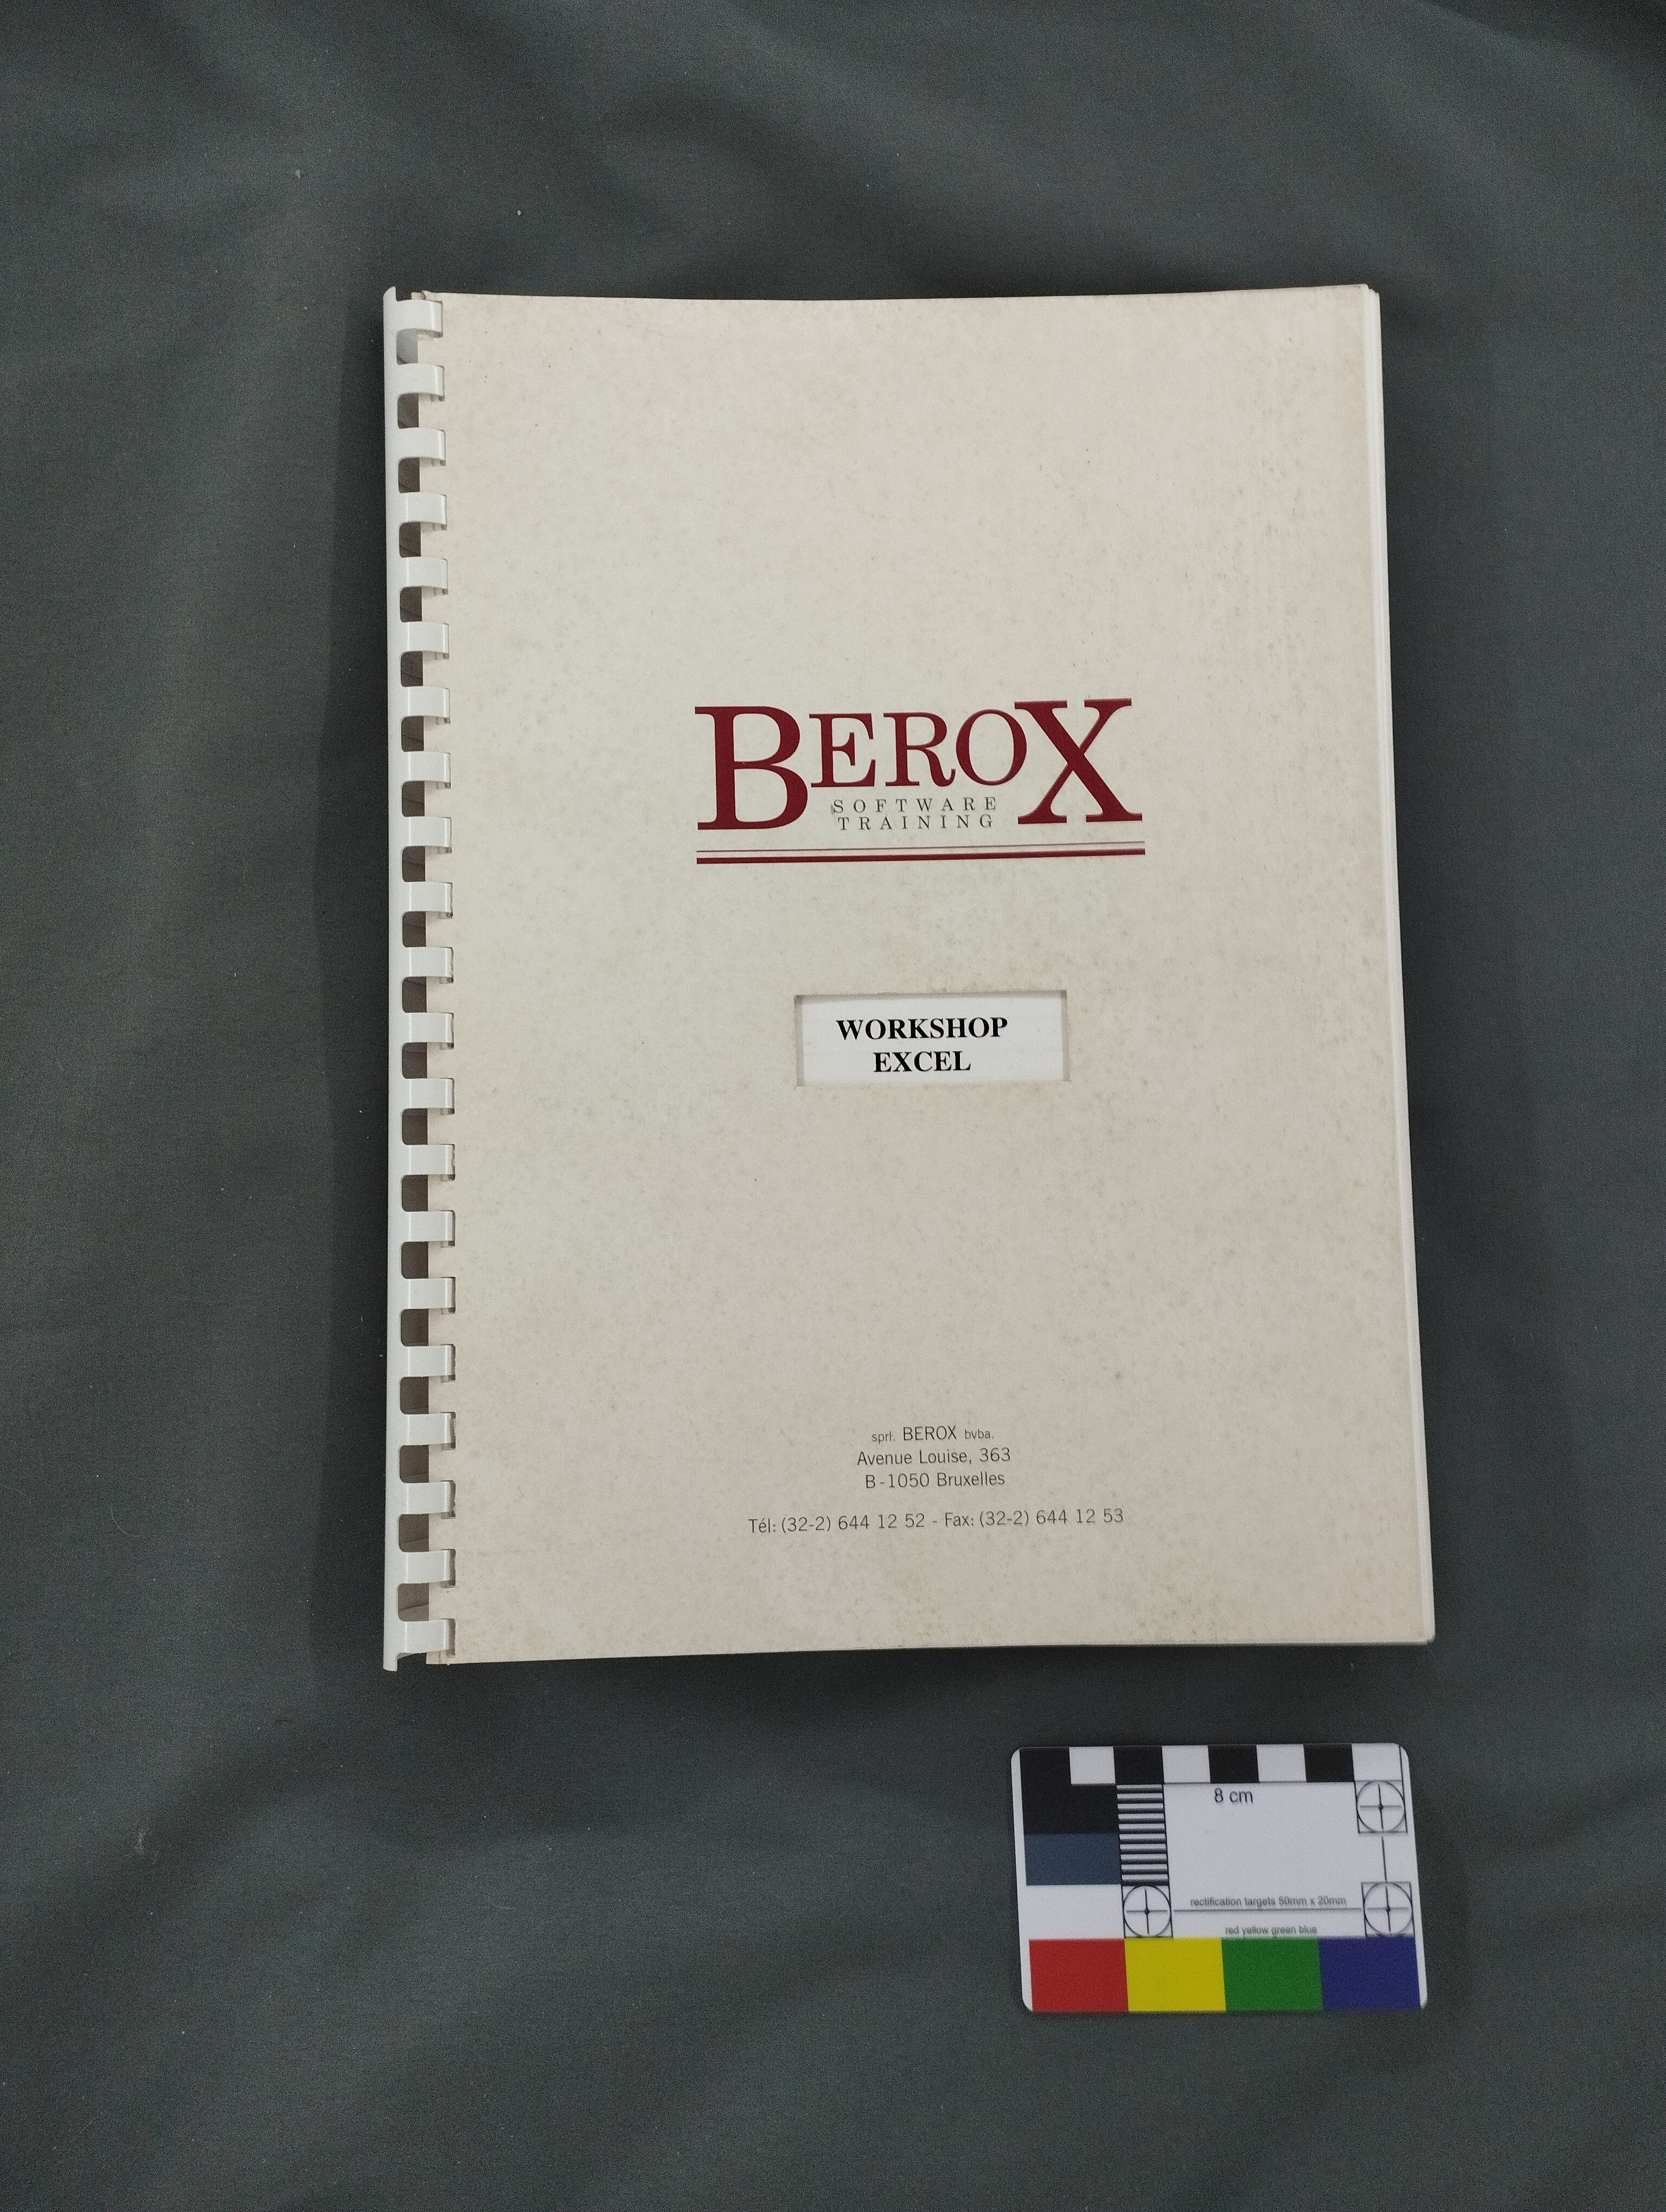 BEROX
SOFTWARE
TRAINING
WORKSHOP
EXCEL
sprl. BEROX bvba.
Avenue Louise, 363
B-1050 Bruxelles
Tél: (32-2) 644 12 52 - Fax: (32-2) 644 12 53
8 cm
rectification targets 50mm x 20mm
red yellow green blue